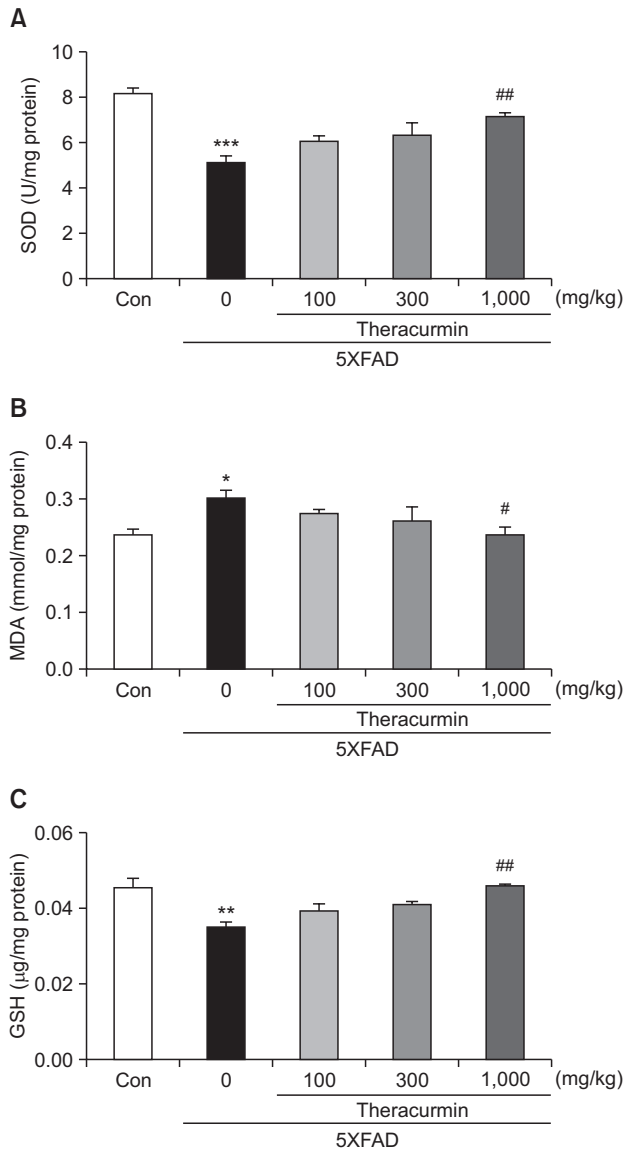 A
SOD (U/mg protein)
10
8
6
4
2
0
***
##
Con 0 100 300 1,000 (mg/kg)
Theracurmin
5XFAD
B
MDA (mmol/mg protein)
0.4
0.3
0.2
0.1
0.0
*
#
Con 0 100 300 1,000 (mg/kg)
Theracurmin
5XFAD
C
GSH (μg/mg protein)
0.06
0.04
0.02
0.00
**
##
Con 0 100 300 1,000 (mg/kg)
Theracurmin
5XFAD